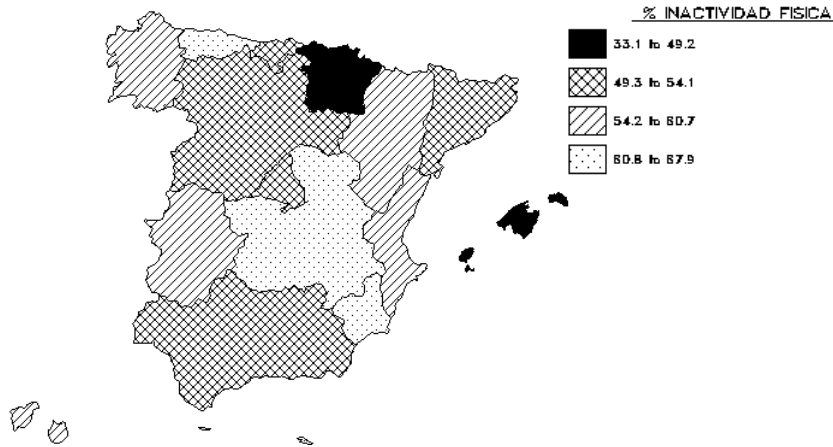 % INACTIVIDAD FISICA
33.1 to 49.2
49.3 to 54.1
54.2 to 60.7
60.8 to 67.9